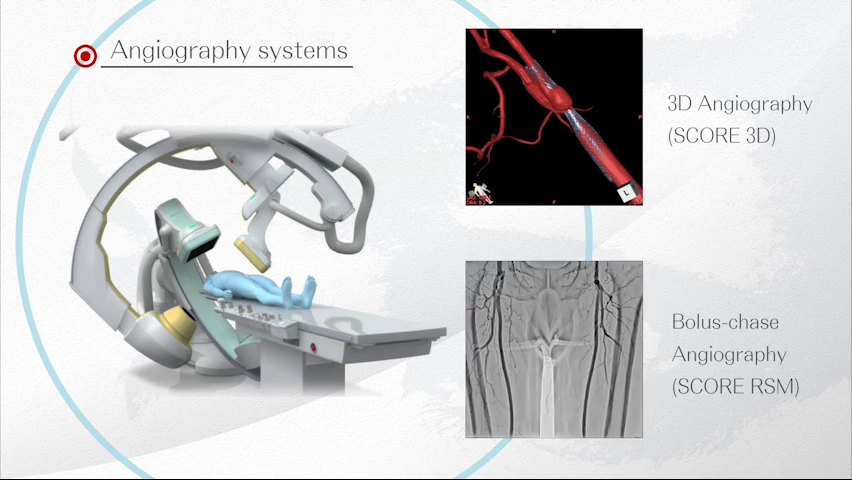 Angiography systems
3D Angiography
(SCORE 3D)
L
Bolus-chase
Angiography
(SCORE RSM)